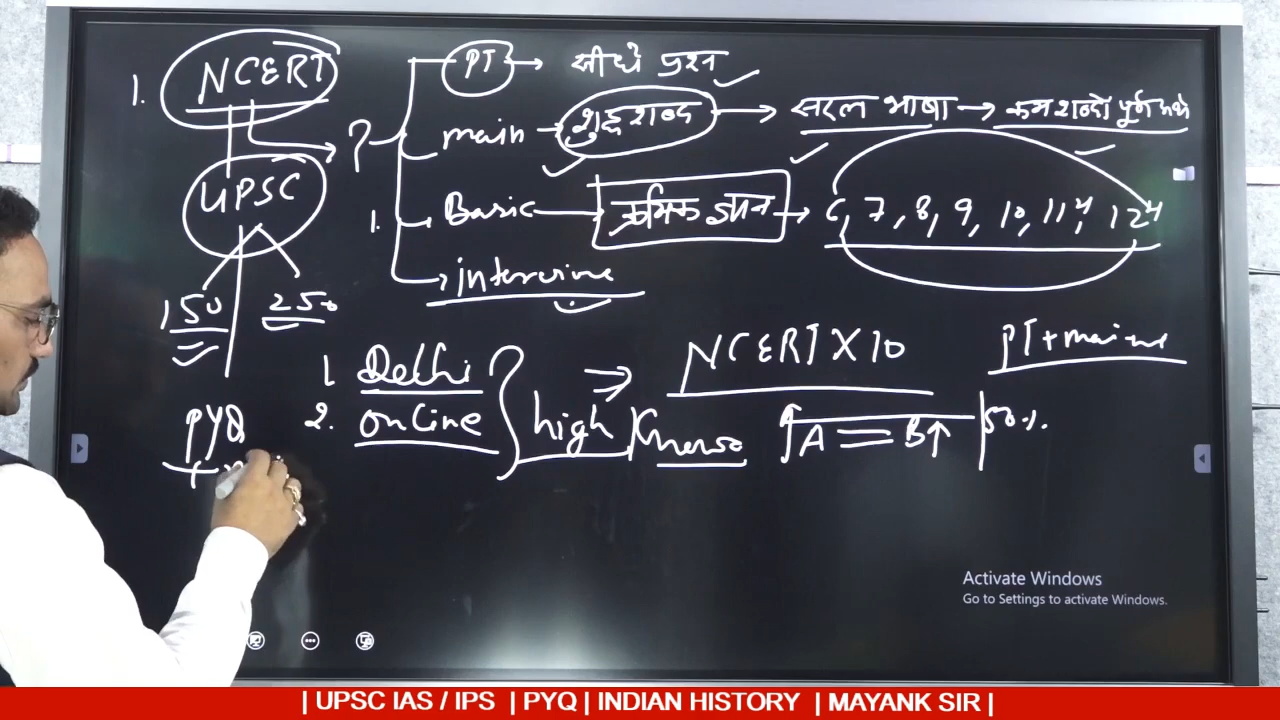 1. NCERT ? PT → सीधे प्रश्न
main - शुद्ध शब्द → सरल भाषा → कम शब्दों पूर्ण
UPSC
1. Basic - क्रमिक ज्ञान → 6, 7, 8, 9, 10, 11, 12
→ interview
150 250
1. Delhi → NCERT X 10 PT + maine
2. online high A = B↑ 50%
PYQ
+
Activate Windows
Go to Settings to activate Windows.
| UPSC IAS / IPS | PYQ | INDIAN HISTORY | MAYANK SIR |